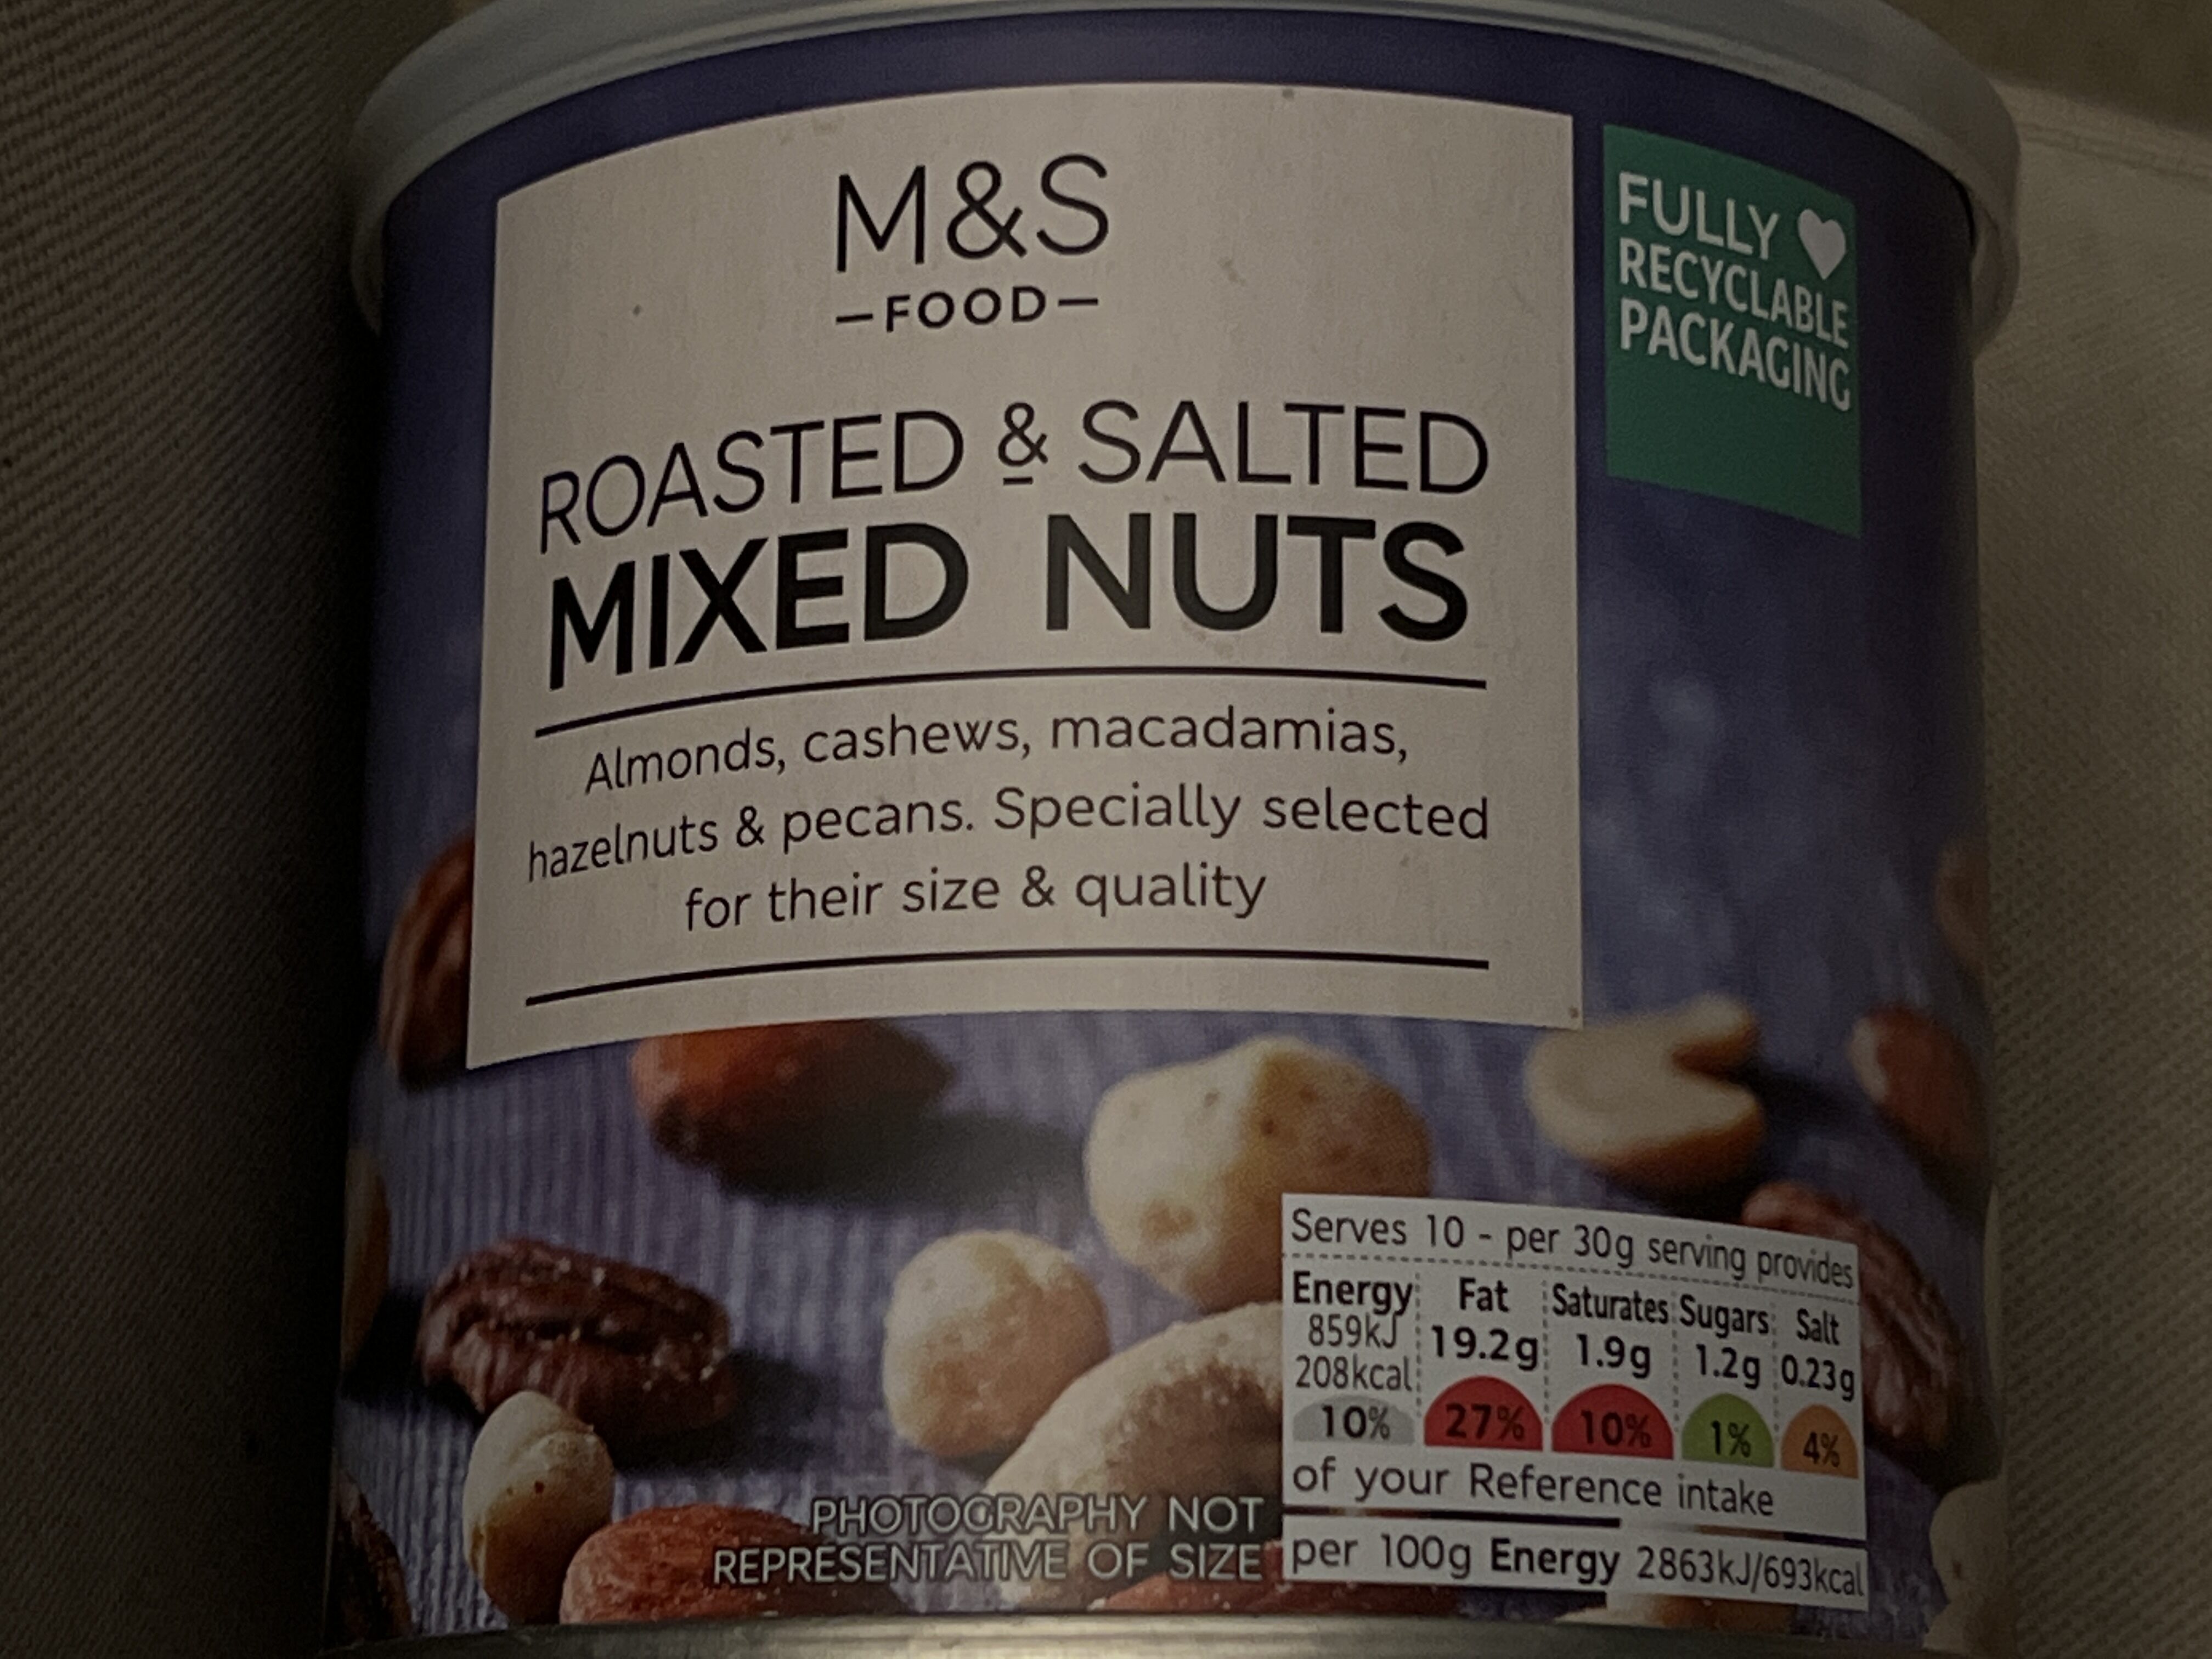 M&S
—FOOD—
ROASTED & SALTED
MIXED NUTS
Almonds, cashews, macadamias,
hazelnuts & pecans. Specially selected
for their size & quality
FULLY
RECYCLABLE
PACKAGING
PHOTOGRAPHY NOT
REPRESENTATIVE OF SIZE
Serves 10 - per 30g serving provides
Energy Fat Saturates Sugars Salt
859kJ 19.2g 1.9g 1.2g 0.23g
208kcal
10% 27% 10% 1% 4%
of your Reference intake
per 100g Energy 2863kJ/693kcal